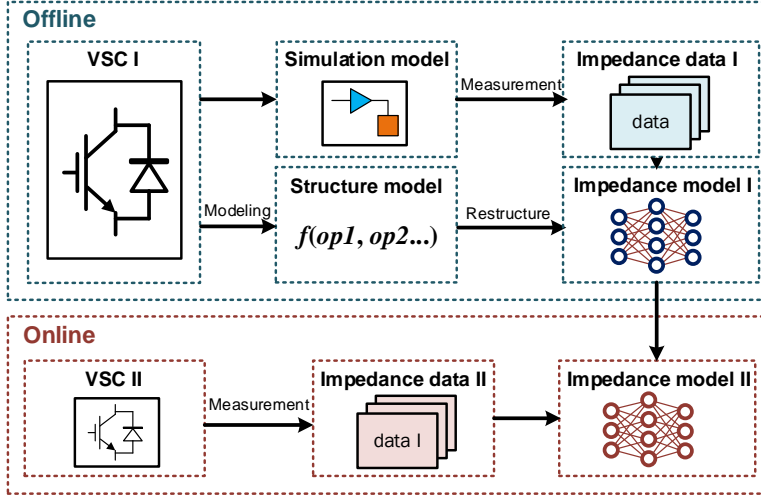 Offline
VSC I
Simulation model
Impedance data I
Measurement
data
Structure model
Impedance model I
Modeling
Restructure
f(op1, op2...)
Online
VSC II
Impedance data II
Impedance model II
Measurement
data I